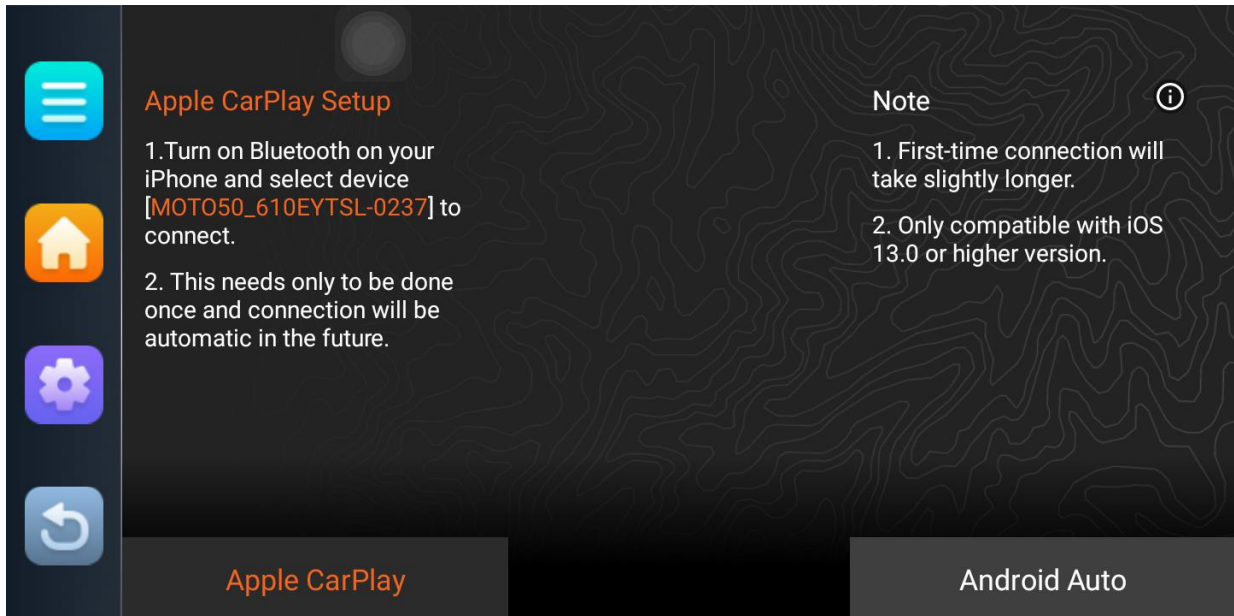 Apple CarPlay Setup
1.Turn on Bluetooth on your
iPhone and select device
[MOTO50_610EYTSL-0237] to
connect.
2. This needs only to be done
once and connection will be
automatic in the future.
Note
1. First-time connection will
take slightly longer.
2. Only compatible with iOS
13.0 or higher version.
Apple CarPlay
Android Auto